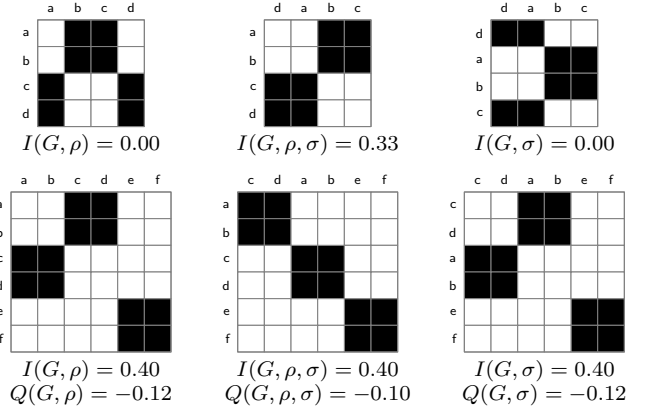 a b c d
d a b c
d a b c
a
b
c
d
a
b
c
d
d
a
b
c
I(G, ρ) = 0.00
I(G, ρ, σ) = 0.33
I(G, σ) = 0.00
a b c d e f
c d a b e f
c d a b e f
a
b
c
d
e
f
a
b
c
d
e
f
c
d
a
b
e
f
I(G, ρ) = 0.40
I(G, ρ, σ) = 0.40
I(G, σ) = 0.40
Q(G, ρ) = −0.12
Q(G, ρ, σ) = −0.10
Q(G, σ) = −0.12